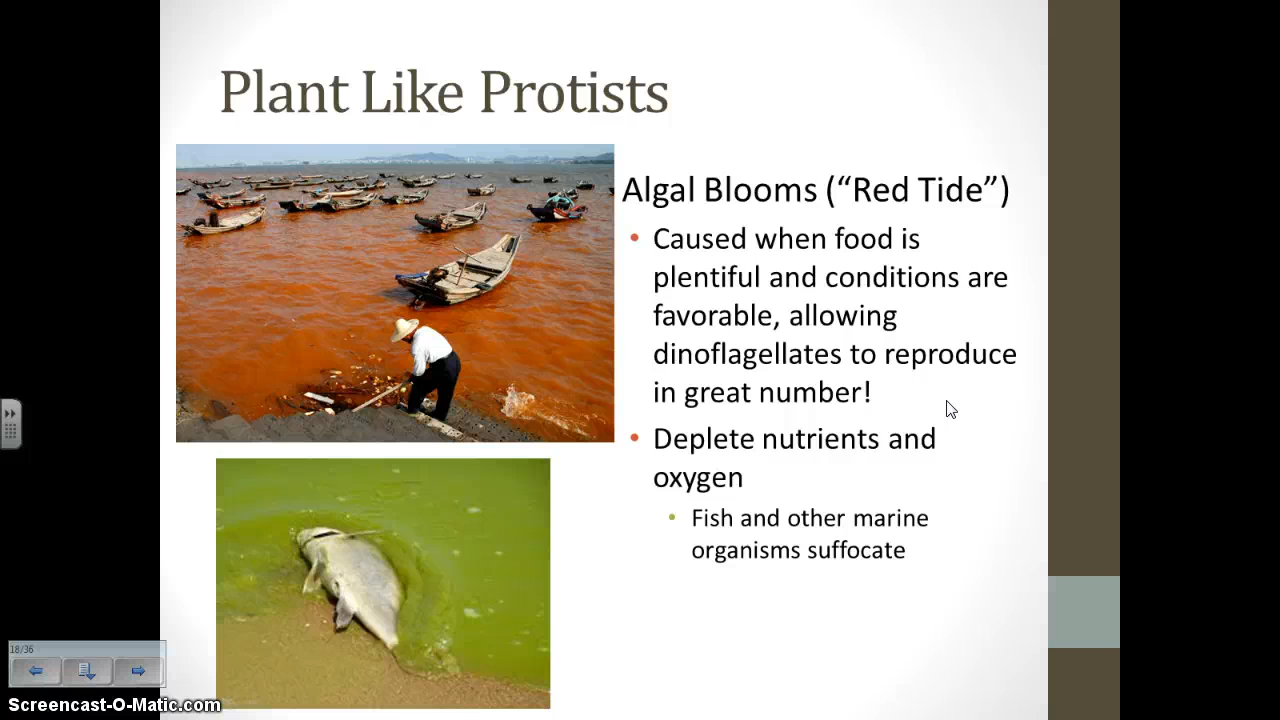 Plant Like Protists
Algal Blooms (“Red Tide”)
• Caused when food is
plentiful and conditions are
favorable, allowing
dinoflagellates to reproduce
in great number!
• Deplete nutrients and
oxygen
• Fish and other marine
organisms suffocate
18/36
Screencast-O-Matic.com